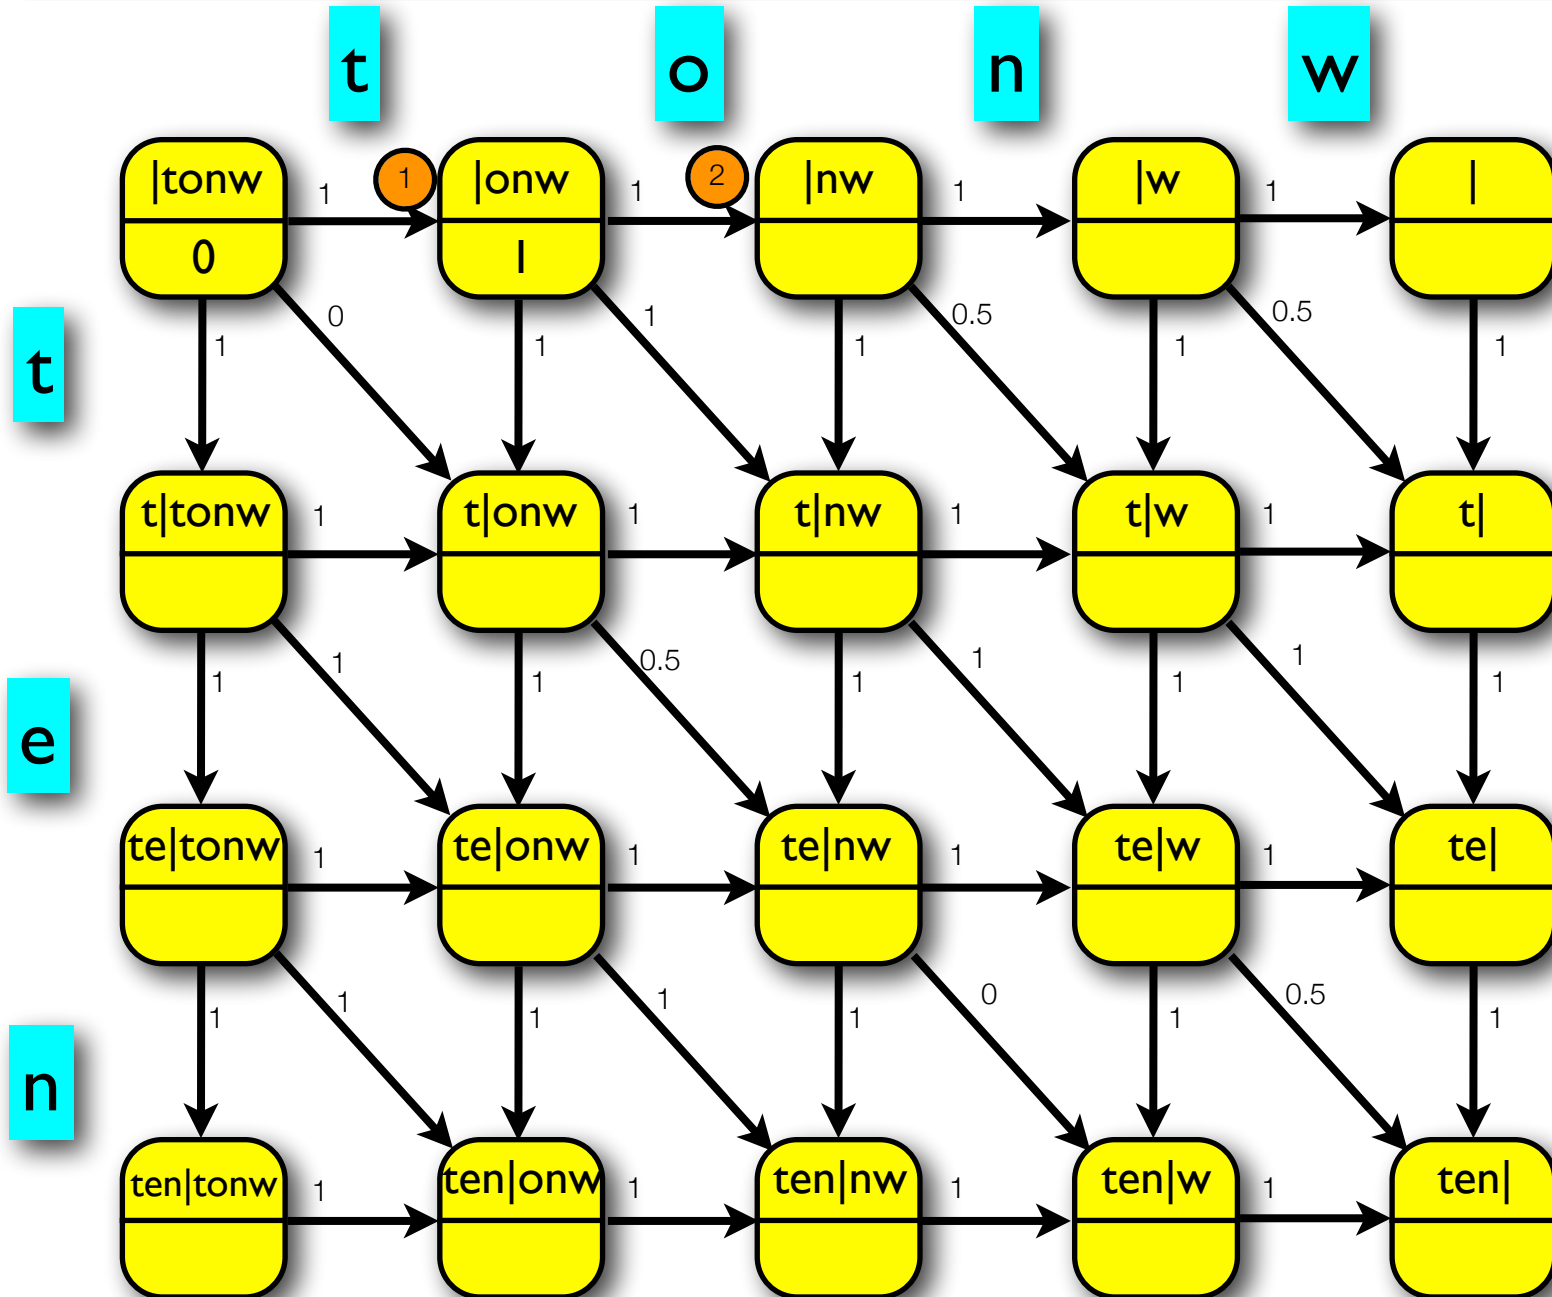 t o n w
|tonw 1 1 |onw 1 2 |nw 1 |w 1 |
0 1
0 1 0.5 0.5
t 1 1 1 1 1
t|tonw 1 t|onw 1 t|nw 1 t|w 1 t|
1 0.5 1 1
e 1 1 1 1 1
te|tonw 1 te|onw 1 te|nw 1 te|w 1 te|
1 1 0 0.5
n 1 1 1 1 1
ten|tonw 1 ten|onw 1 ten|nw 1 ten|w 1 ten|